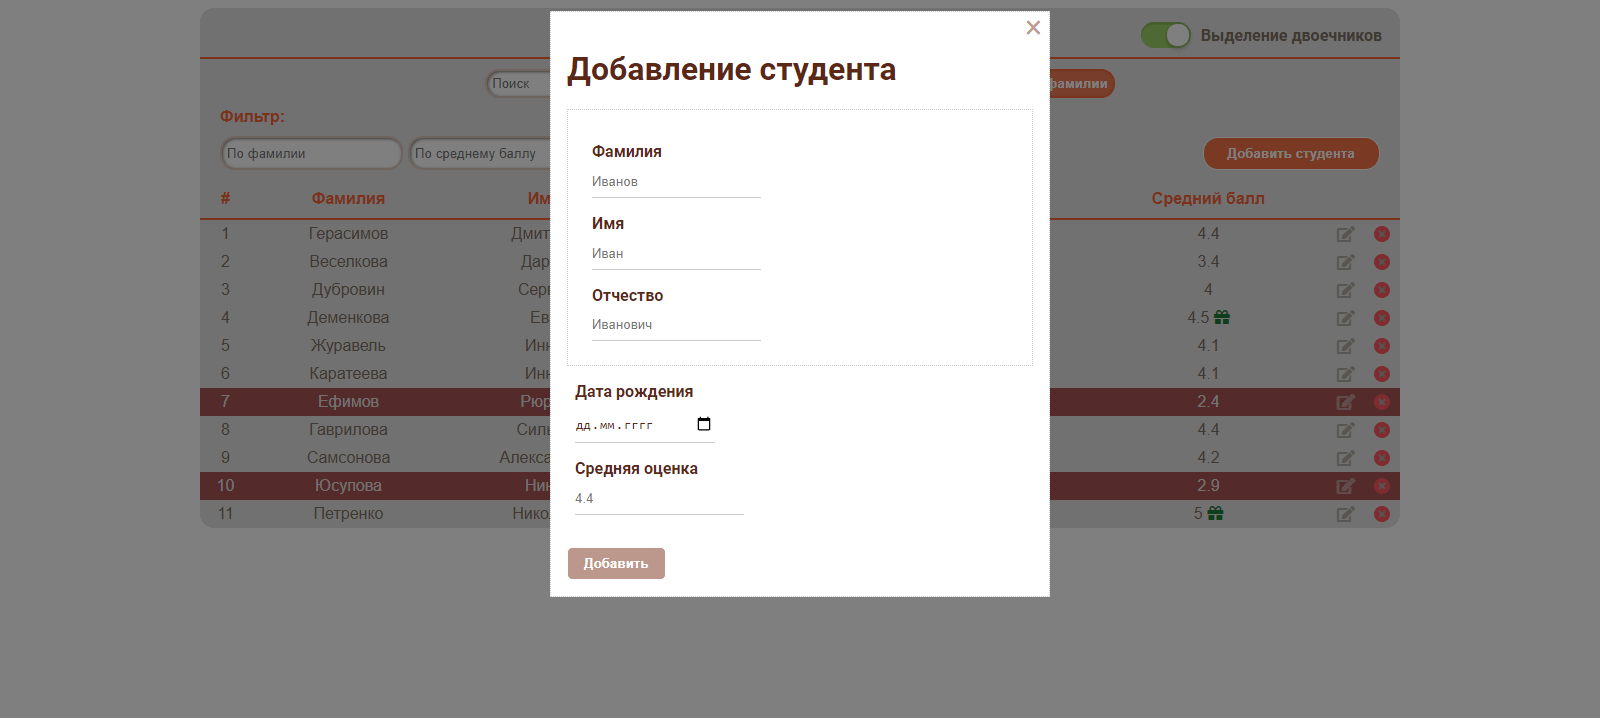 Выделение двоечников
Поиск
фамилии
Фильтр:
По фамилии
По среднему баллу
Добавить студента
# Фамилия Им Средний балл
1 Герасимов Дмит 4.4
2 Веселкова Дар 3.4
3 Дубровин Серг 4
4 Деменкова Ев 4.5
5 Журавель Инн 4.1
6 Каратеева Инн 4.1
7 Ефимов Рюр 2.4
8 Гаврилова Силь 4.4
9 Самсонова Алекса 4.2
10 Юсупова Ник 2.9
11 Петренко Нико 5
Добавление студента
Фамилия
Иванов
Имя
Иван
Отчество
Иванович
Дата рождения
дд.мм.гггг
Средняя оценка
4.4
Добавить